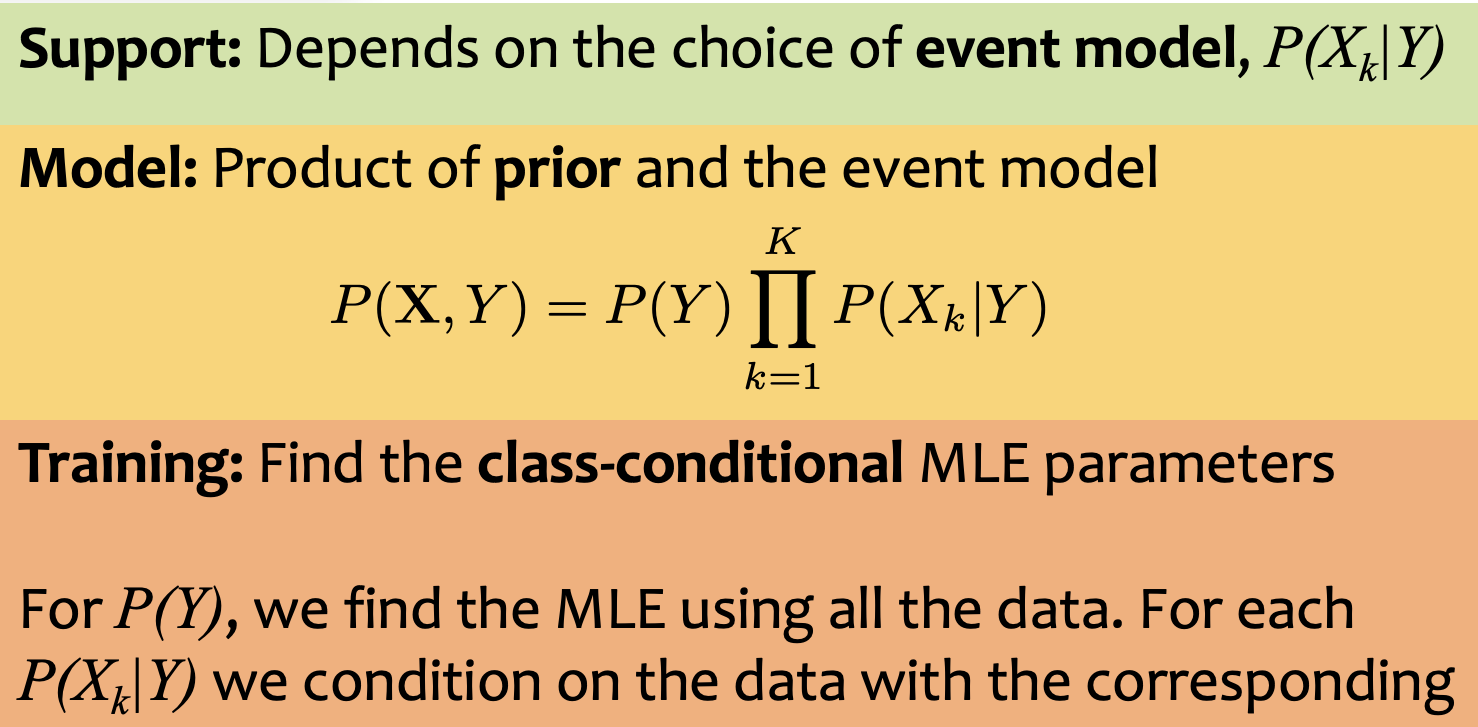 Support: Depends on the choice of event model, P(X_k|Y)
Model: Product of prior and the event model
P(X, Y) = P(Y) ∏_{k=1}^{K} P(X_k|Y)
Training: Find the class-conditional MLE parameters
For P(Y), we find the MLE using all the data. For each
P(X_k|Y) we condition on the data with the corresponding